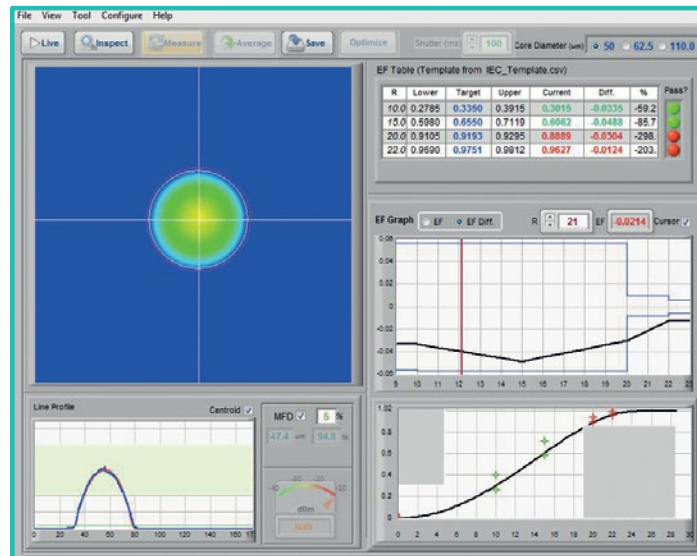 File View Tool Configure Help
Live Inspect Measure Average Save Optimize Shutter (ms) 100 Core Diameter (um) 50 62.5 110.0
EF Table (Template from IEC_Template.csv)
R Lower Target Upper Current Diff. % Pass?
10.0 0.2785 0.3350 0.3915 0.3015 -0.0335 -59.2
15.0 0.5980 0.6550 0.7119 0.6062 -0.0488 -85.7
20.0 0.9105 0.9193 0.9295 0.8889 -0.0304 -298.
22.0 0.9690 0.9751 0.9812 0.9627 -0.0124 -203.
EF Graph EF EF Diff. R 21 EF -0.0214 Cursor
0.06
0.04
0.02
0
-0.02
-0.04
-0.06
9 10 11 12 13 14 15 16 17 18 19 20 21 22 23
Line Profile Centroid
0 20 40 60 80 100 120 140 160 17
MFD 5 %
47.4 um 94.8 %
-40 -30 -20 -10
dBm
NaN
1.02
0.8
0.6
0.4
0.2
0
0 2 4 6 8 10 12 14 16 18 20 22 24 26 28 30